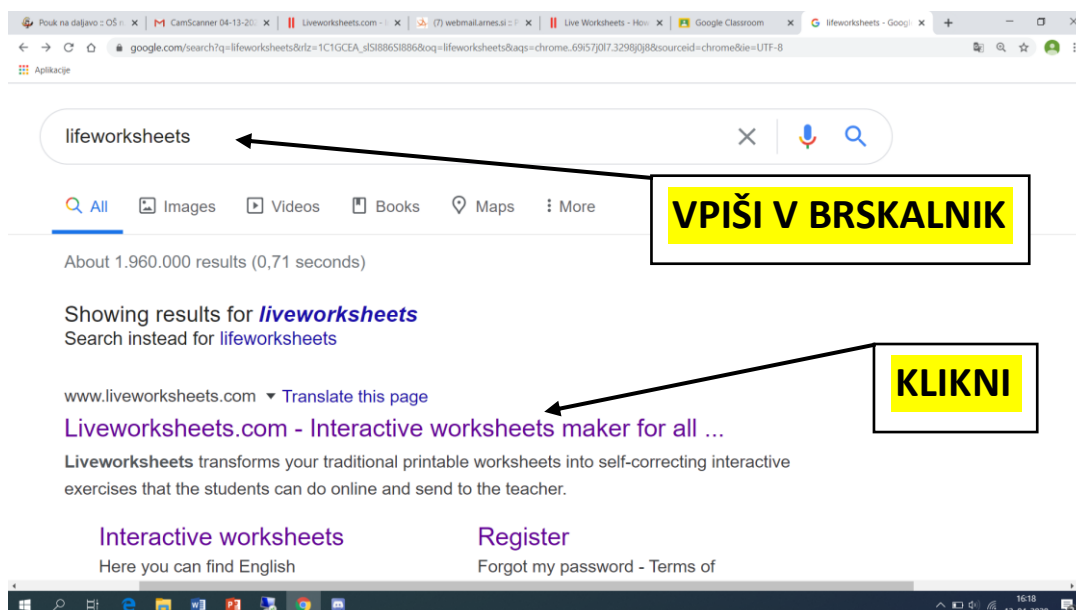 Pouk na daljavo :: OŠ n
CamScanner 04-13-202
Liveworksheets.com -
(7) webmail.arnes.si :: P
Live Worksheets - How
Google Classroom
lifeworksheets - Googl
google.com/search?q=lifeworksheets&rlz=1C1GCEA_slSI886SI886&oq=lifeworksheets&aqs=chrome..69i57j0l7.3298j0j8&sourceid=chrome&ie=UTF-8
Aplikacije
lifeworksheets
VPIŠI V BRSKALNIK
All Images Videos Books Maps More
About 1.960.000 results (0,71 seconds)
Showing results for liveworksheets
Search instead for lifeworksheets
KLIKNI
www.liveworksheets.com Translate this page
Liveworksheets.com - Interactive worksheets maker for all ...
Liveworksheets transforms your traditional printable worksheets into self-correcting interactive
exercises that the students can do online and send to the teacher.
Interactive worksheets
Here you can find English
Register
Forgot my password - Terms of
16:18